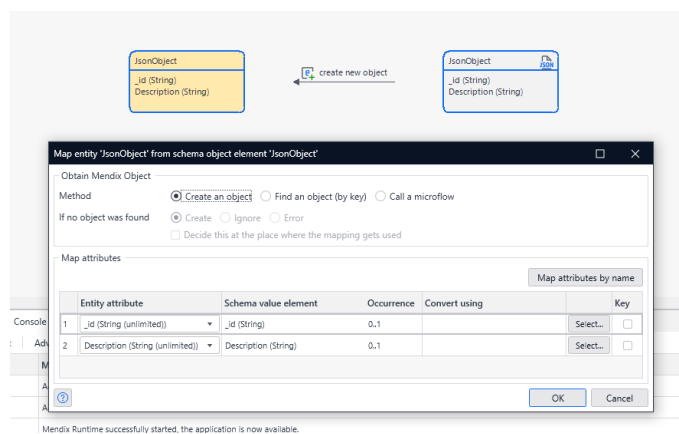 JsonObject
_id (String)
Description (String)
create new object
JsonObject
JSON
_id (String)
Description (String)
Map entity 'JsonObject' from schema object element 'JsonObject'
Obtain Mendix Object
Method Create an object Find an object (by key) Call a microflow
If no object was found Create Ignore Error
Decide this at the place where the mapping gets used
Map attributes
Map attributes by name
Entity attribute Schema value element Occurrence Convert using Key
1 _id (String (unlimited)) _id (String) 0..1 Select...
2 Description (String (unlimited)) Description (String) 0..1 Select...
Console
Adv
M
A
A
? OK Cancel
Mendix Runtime successfully started, the application is now available.